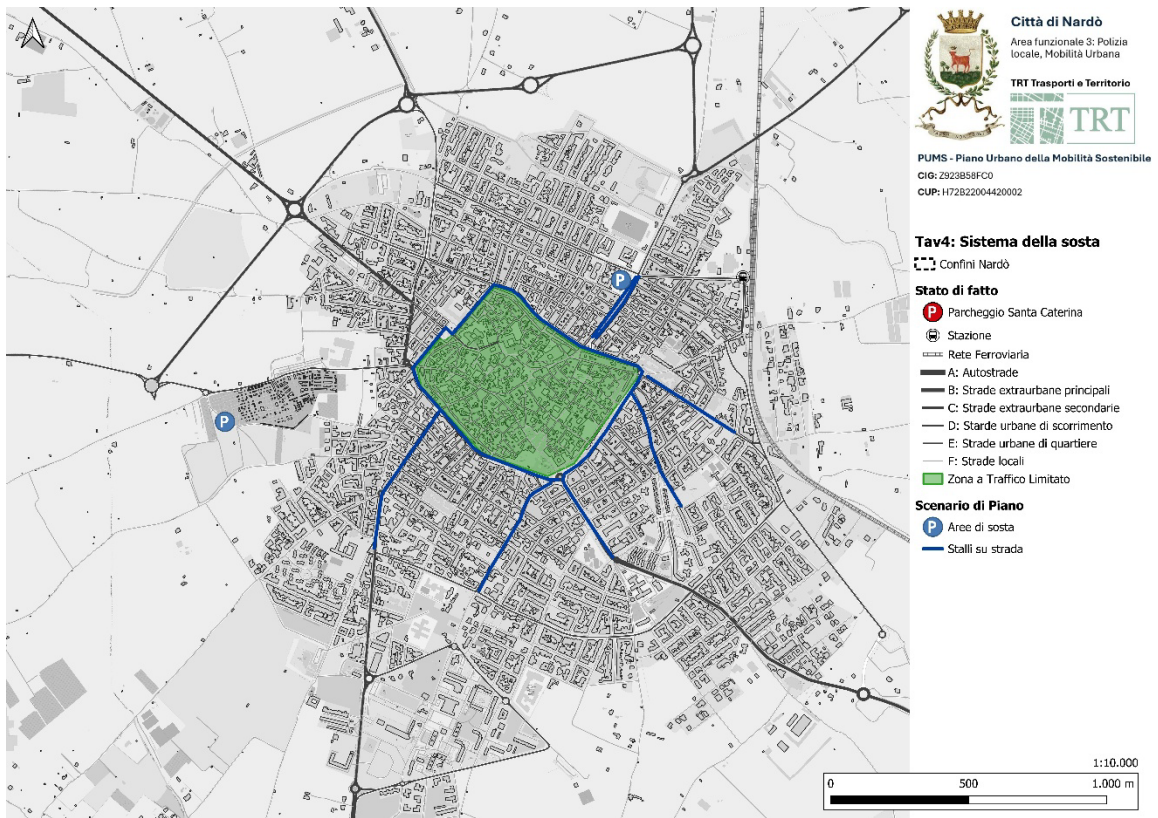 Città di Nardò
Area funzionale 3: Polizia
locale, Mobilità Urbana
TRT Trasporti e Territorio
TRT
PUMS - Piano Urbano della Mobilità Sostenibile
CIG: Z923B58FC0
CUP: H72B22004420002
Tav4: Sistema della sosta
Confini Nardò
Stato di fatto
P Parcheggio Santa Caterina
Stazione
Rete Ferroviaria
A: Autostrade
B: Strade extraurbane principali
C: Strade extraurbane secondarie
D: Starde urbane di scorrimento
E: Strade urbane di quartiere
F: Strade locali
Zona a Traffico Limitato
Scenario di Piano
P Aree di sosta
Stalli su strada
P
P
1:10.000
0 500 1.000 m